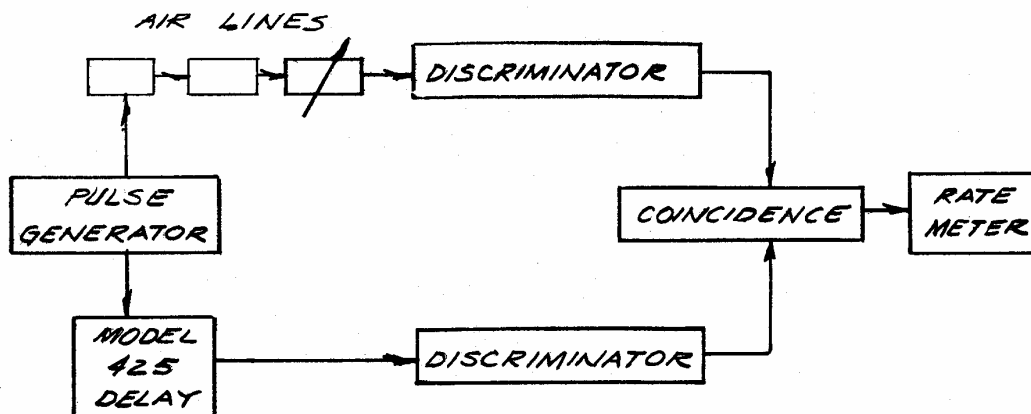 AIR LINES
DISCRIMINATOR
PULSE
GENERATOR
COINCIDENCE
RATE
METER
MODEL
425
DELAY
DISCRIMINATOR